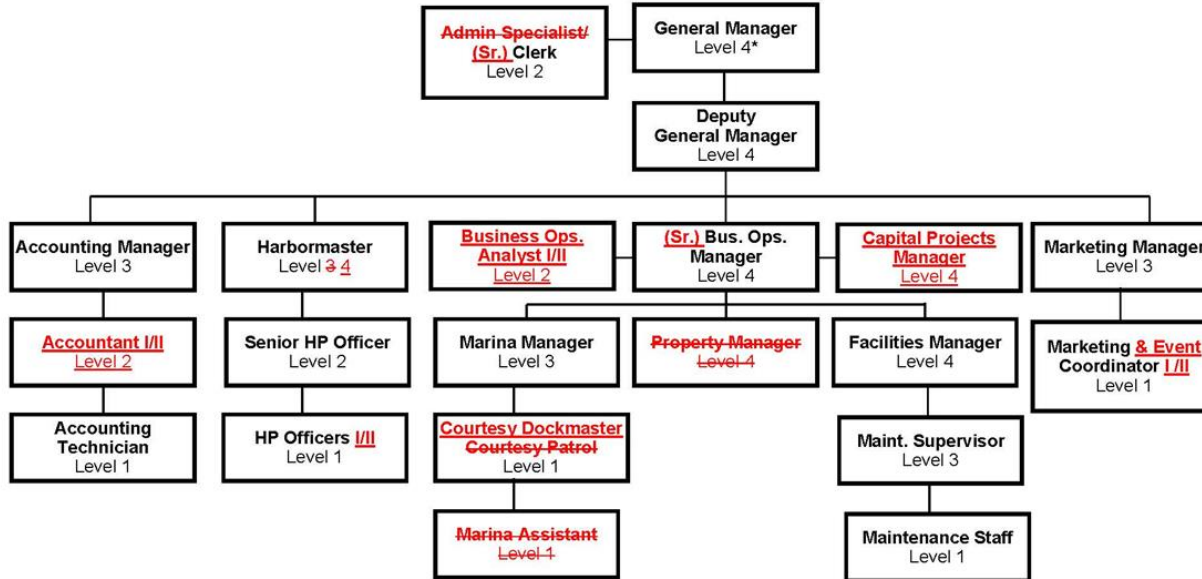 Admin Specialist/
(Sr.) Clerk
Level 2
General Manager
Level 4*
Deputy
General Manager
Level 4
Accounting Manager
Level 3
Harbormaster
Level 3 4
Business Ops.
Analyst I/II
Level 2
(Sr.) Bus. Ops.
Manager
Level 4
Capital Projects
Manager
Level 4
Marketing Manager
Level 3
Accountant I/II
Level 2
Senior HP Officer
Level 2
Marina Manager
Level 3
Property Manager
Level 4
Facilities Manager
Level 4
Marketing & Event
Coordinator I /II
Level 1
Accounting
Technician
Level 1
HP Officers I/II
Level 1
Courtesy Dockmaster
Courtesy Patrol
Level 1
Maint. Supervisor
Level 3
Marina Assistant
Level 1
Maintenance Staff
Level 1